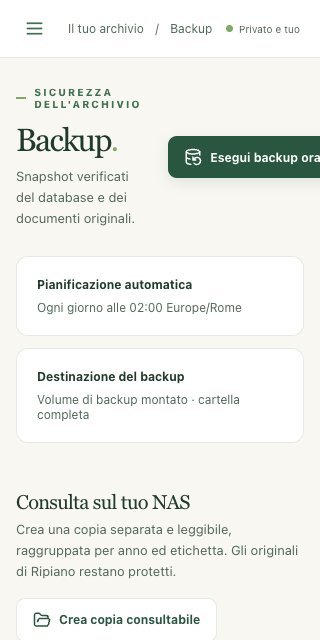 Il tuo archivio / Backup
Privato e tuo
SICUREZZA
DELL'ARCHIVIO
Backup.
Snapshot verificati
del database e dei
documenti originali.
Esegui backup ora
Pianificazione automatica
Ogni giorno alle 02:00 Europe/Rome
Destinazione del backup
Volume di backup montato · cartella
completa
Consulta sul tuo NAS
Crea una copia separata e leggibile,
raggruppata per anno ed etichetta. Gli originali
di Ripiano restano protetti.
Crea copia consultabile